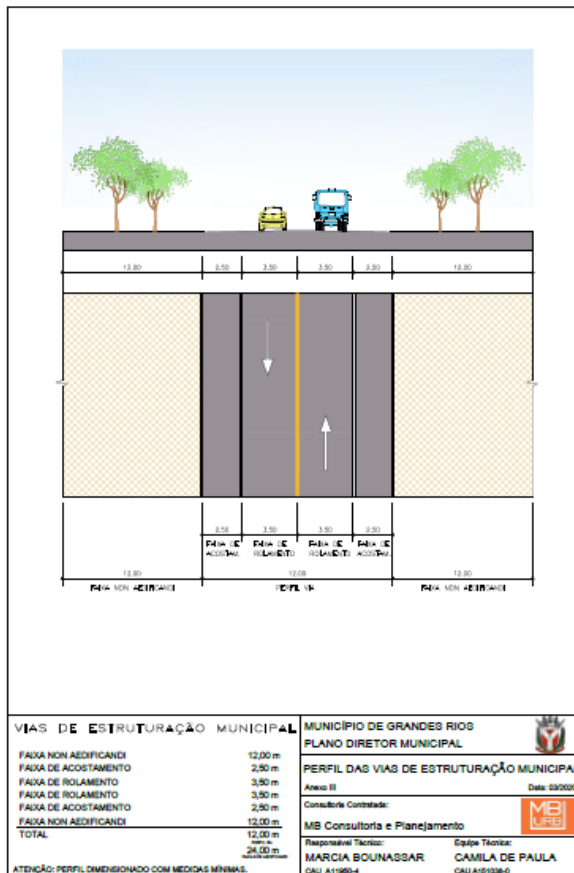 12,00 2,50 3,50 3,50 2,50 12,00
2,50 3,50 3,50 2,50
FAIXA DE ACOSTAM. FAIXA DE ROLAMENTO FAIXA DE ROLAMENTO FAIXA DE ACOSTAM.
12,00 12,00 12,00
FAIXA NON AEDIFICANDI PERFIL VIA FAIXA NON AEDIFICANDI
VIAS DE ESTRUTURAÇÃO MUNICIPAL
FAIXA NON AEDIFICANDI 12,00 m
FAIXA DE ACOSTAMENTO 2,50 m
FAIXA DE ROLAMENTO 3,50 m
FAIXA DE ROLAMENTO 3,50 m
FAIXA DE ACOSTAMENTO 2,50 m
FAIXA NON AEDIFICANDI 12,00 m
TOTAL 12,00 m
24,00 m
ATENÇÃO: PERFIL DIMENSIONADO COM MEDIDAS MÍNIMAS.
MUNICÍPIO DE GRANDES RIOS
PLANO DIRETOR MUNICIPAL
PERFIL DAS VIAS DE ESTRUTURAÇÃO MUNICIPA
Anexo III Data: 03/2020
Consultoria Contratada:
MB Consultoria e Planejamento
MB
URB
Responsável Técnico: Equipe Técnica:
MARCIA BOUNASSAR CAMILA DE PAULA
CAU CAU